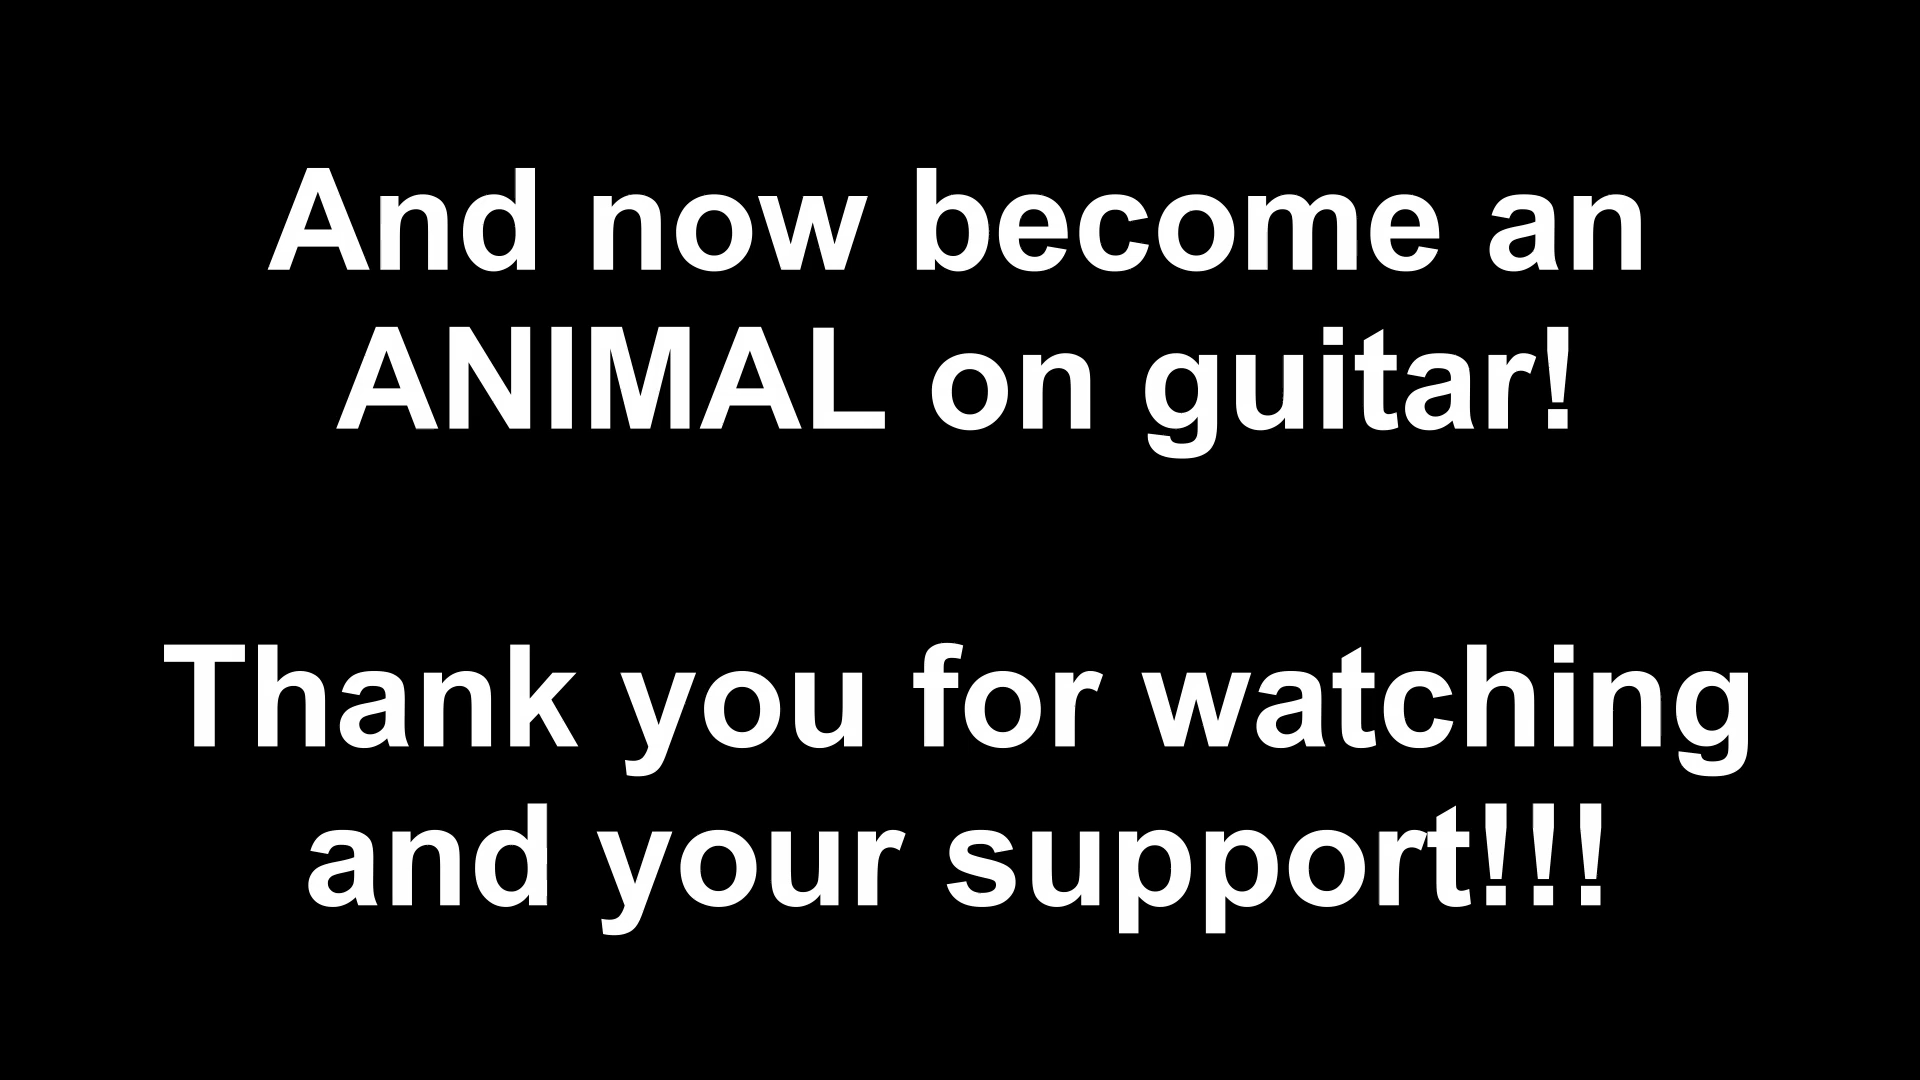 And now become an
ANIMAL on guitar!
Thank you for watching
and your support!!!